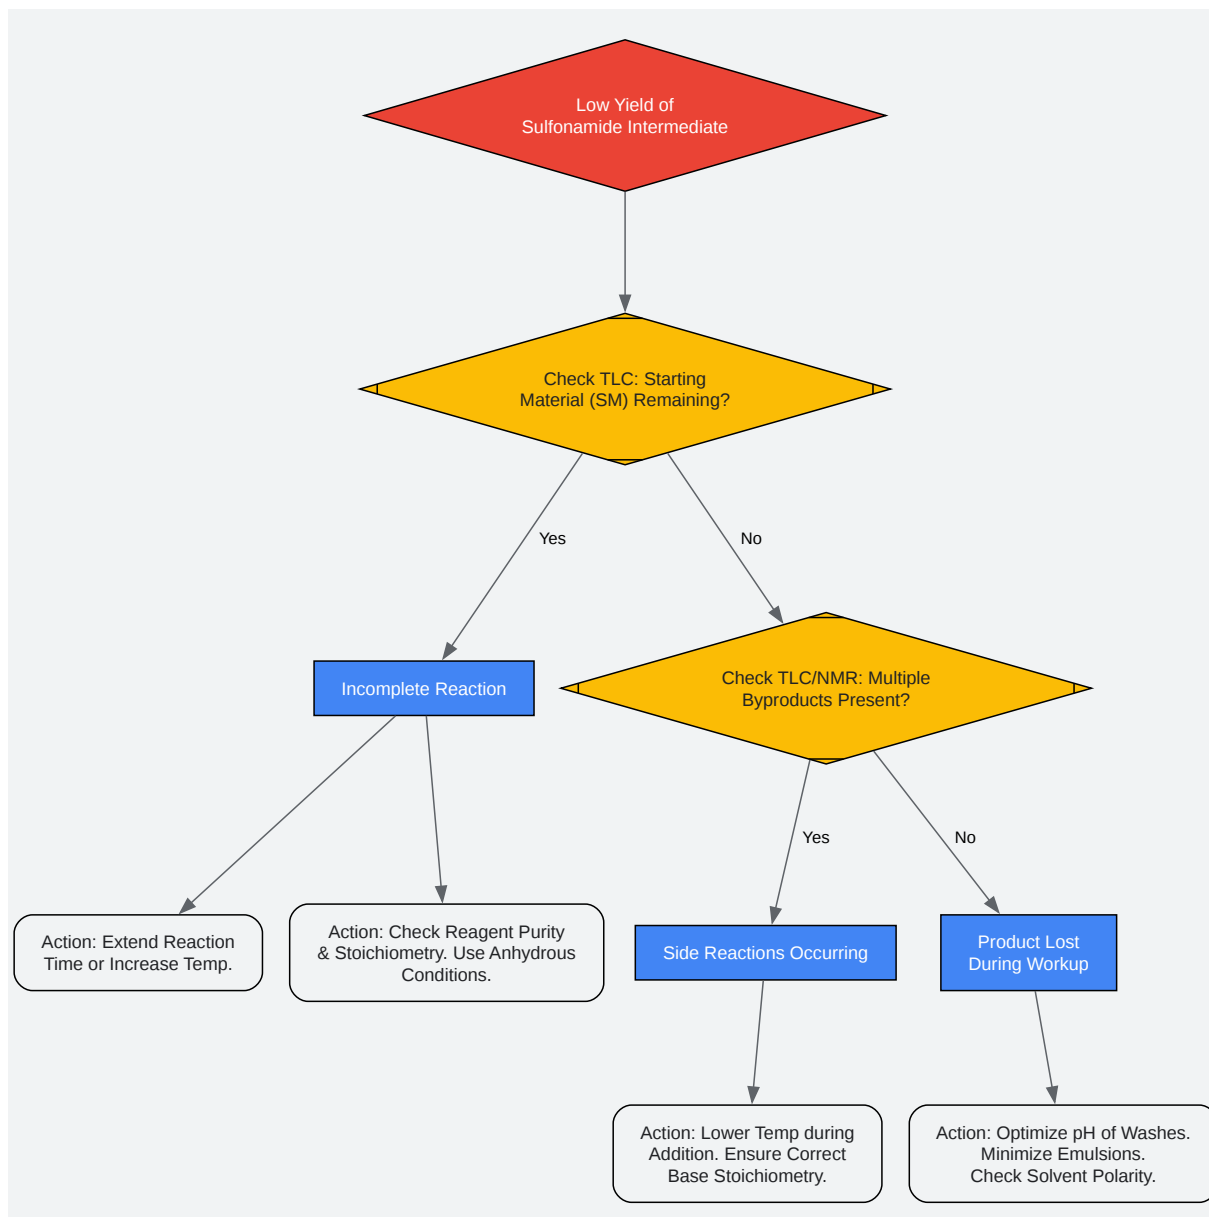 Low Yield of
Sulfonamide Intermediate
Check TLC: Starting
Material (SM) Remaining?
Yes
No
Incomplete Reaction
Check TLC/NMR: Multiple
Byproducts Present?
Yes
No
Action: Extend Reaction
Time or Increase Temp.
Action: Check Reagent Purity
& Stoichiometry. Use Anhydrous
Conditions.
Side Reactions Occurring
Product Lost
During Workup
Action: Lower Temp during
Addition. Ensure Correct
Base Stoichiometry.
Action: Optimize pH of Washes.
Minimize Emulsions.
Check Solvent Polarity.